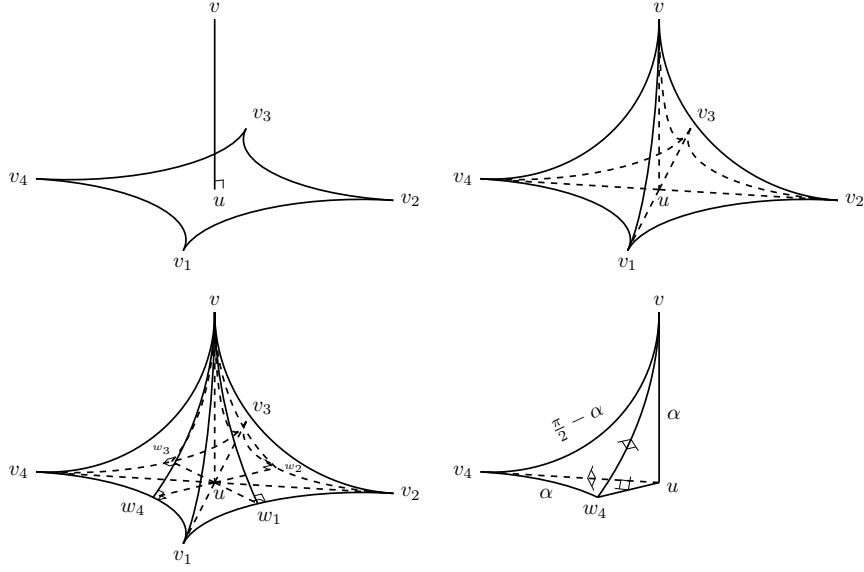 v
v
v₃
v₃
v₄
v₄
u
u
v₂
v₂
v₁
v₁
v
v
v₃
π/2 − α
α
w₃
w₂
v₄
v₄
u
u
α
v₂
w₄
w₁
w₄
v₁